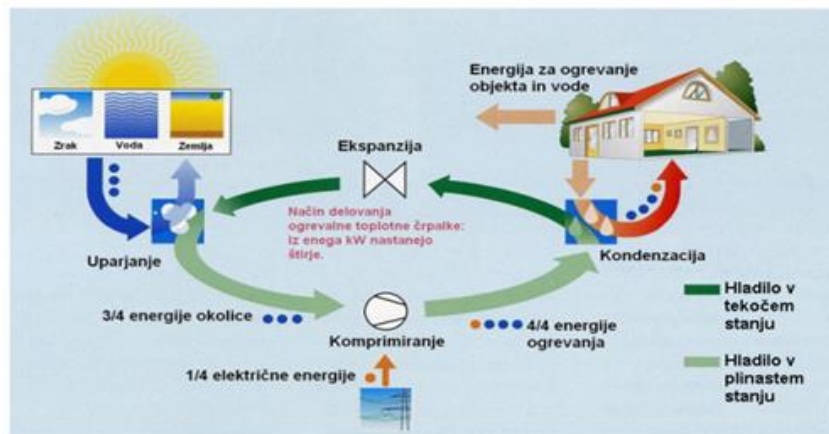 Energija za ogrevanje
objekta in vode
Zrak
Voda
Zemlja
Ekspanzija
Način delovanja
ogrevalne toplotne črpalke:
iz enega kW nastanejo
štirje.
Uparjanje
Kondenzacija
3/4 energije okolice
Komprimiranje
4/4 energije
ogrevanja
1/4 električne energije
Hladilo v
tekočem
stanju
Hladilo v
plinastem
stanju